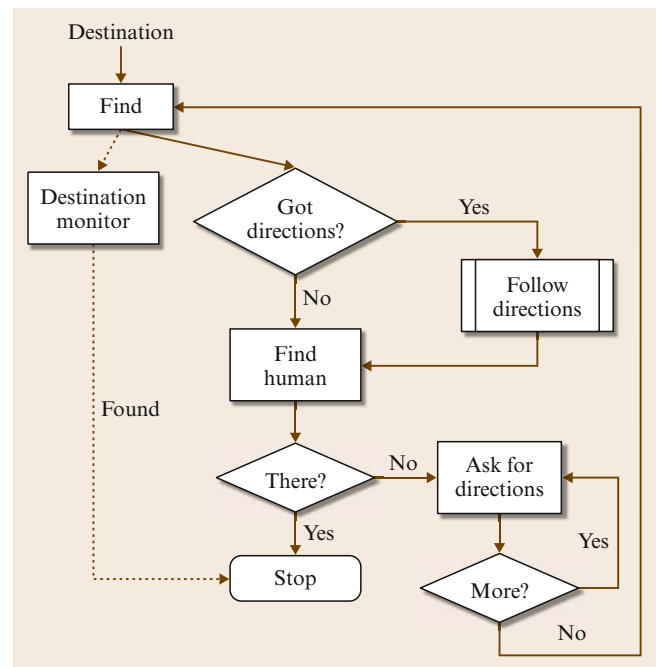 Destination
Find
Destination
monitor
Got
directions?
Yes
Follow
directions
No
Find
human
Found
There?
No
Ask for
directions
Yes
Yes
Stop
More?
No